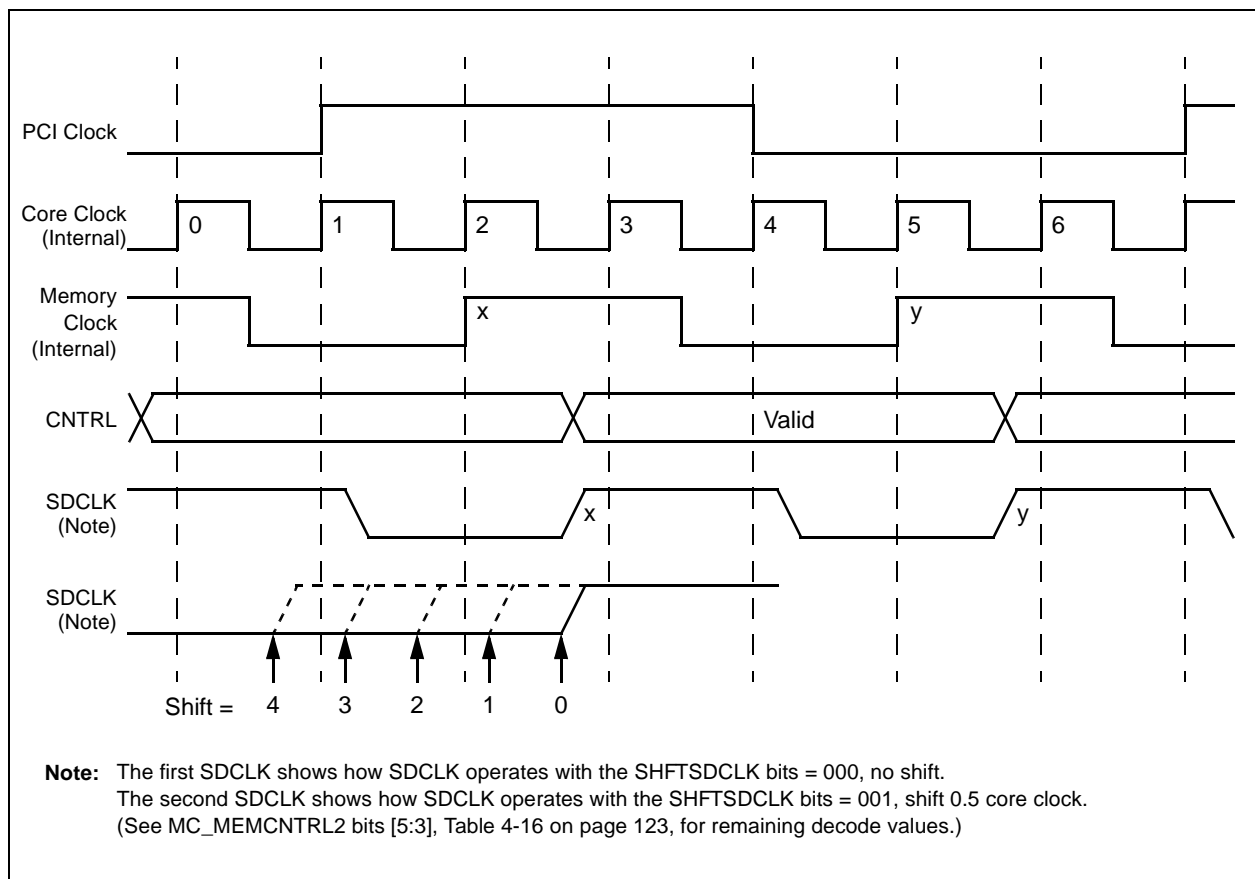 PCI Clock
Core Clock
(Internal)
0 1 2 3 4 5 6
Memory
Clock
(Internal)
x y
CNTRL
Valid
SDCLK
(Note)
x y
SDCLK
(Note)
Shift = 4 3 2 1 0
Note: The first SDCLK shows how SDCLK operates with the SHFTSDCLK bits = 000, no shift.
The second SDCLK shows how SDCLK operates with the SHFTSDCLK bits = 001, shift 0.5 core clock.
(See MC_MEMCNTRL2 bits [5:3], Table 4-16 on page 123, for remaining decode values.)